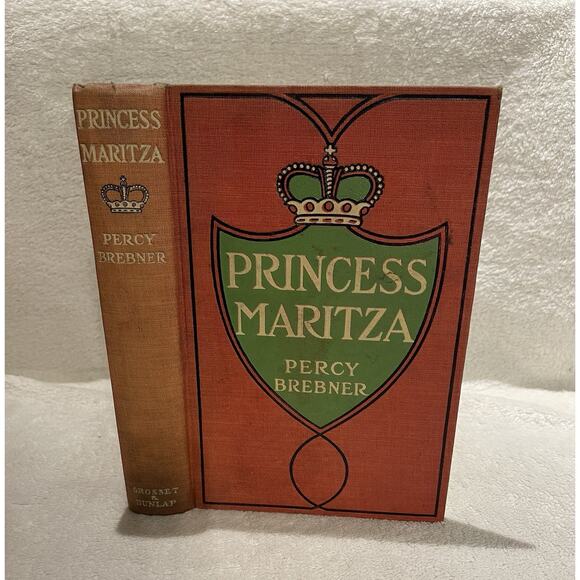 PRINCESS
MARITZA
PERCY
BREBNER
GROSSET
&
DUNLAP
PRINCESS
MARITZA
PERCY
BREBNER